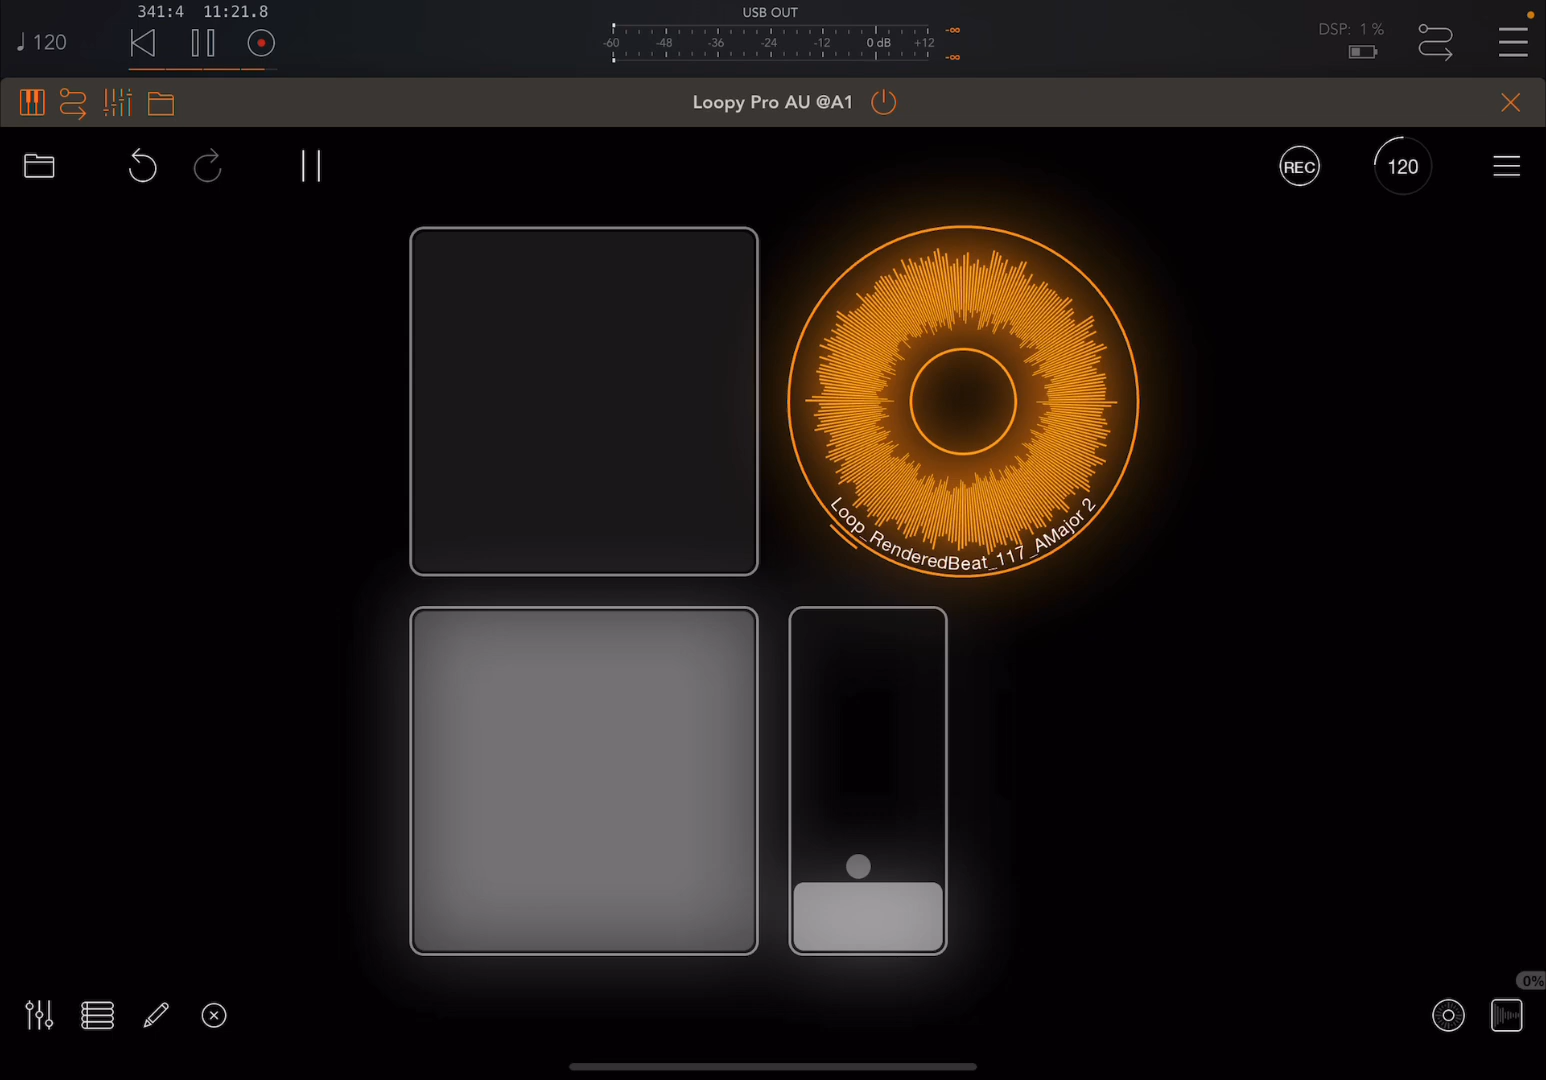 341:4 11:21.8
USB OUT
♩ 120
-60 -48 -36 -24 -12 0 dB +12
-∞
-∞
DSP: 1 %
Loopy Pro AU @A1
REC
120
Loop_RenderedBeat_117_AMajor 2
0%